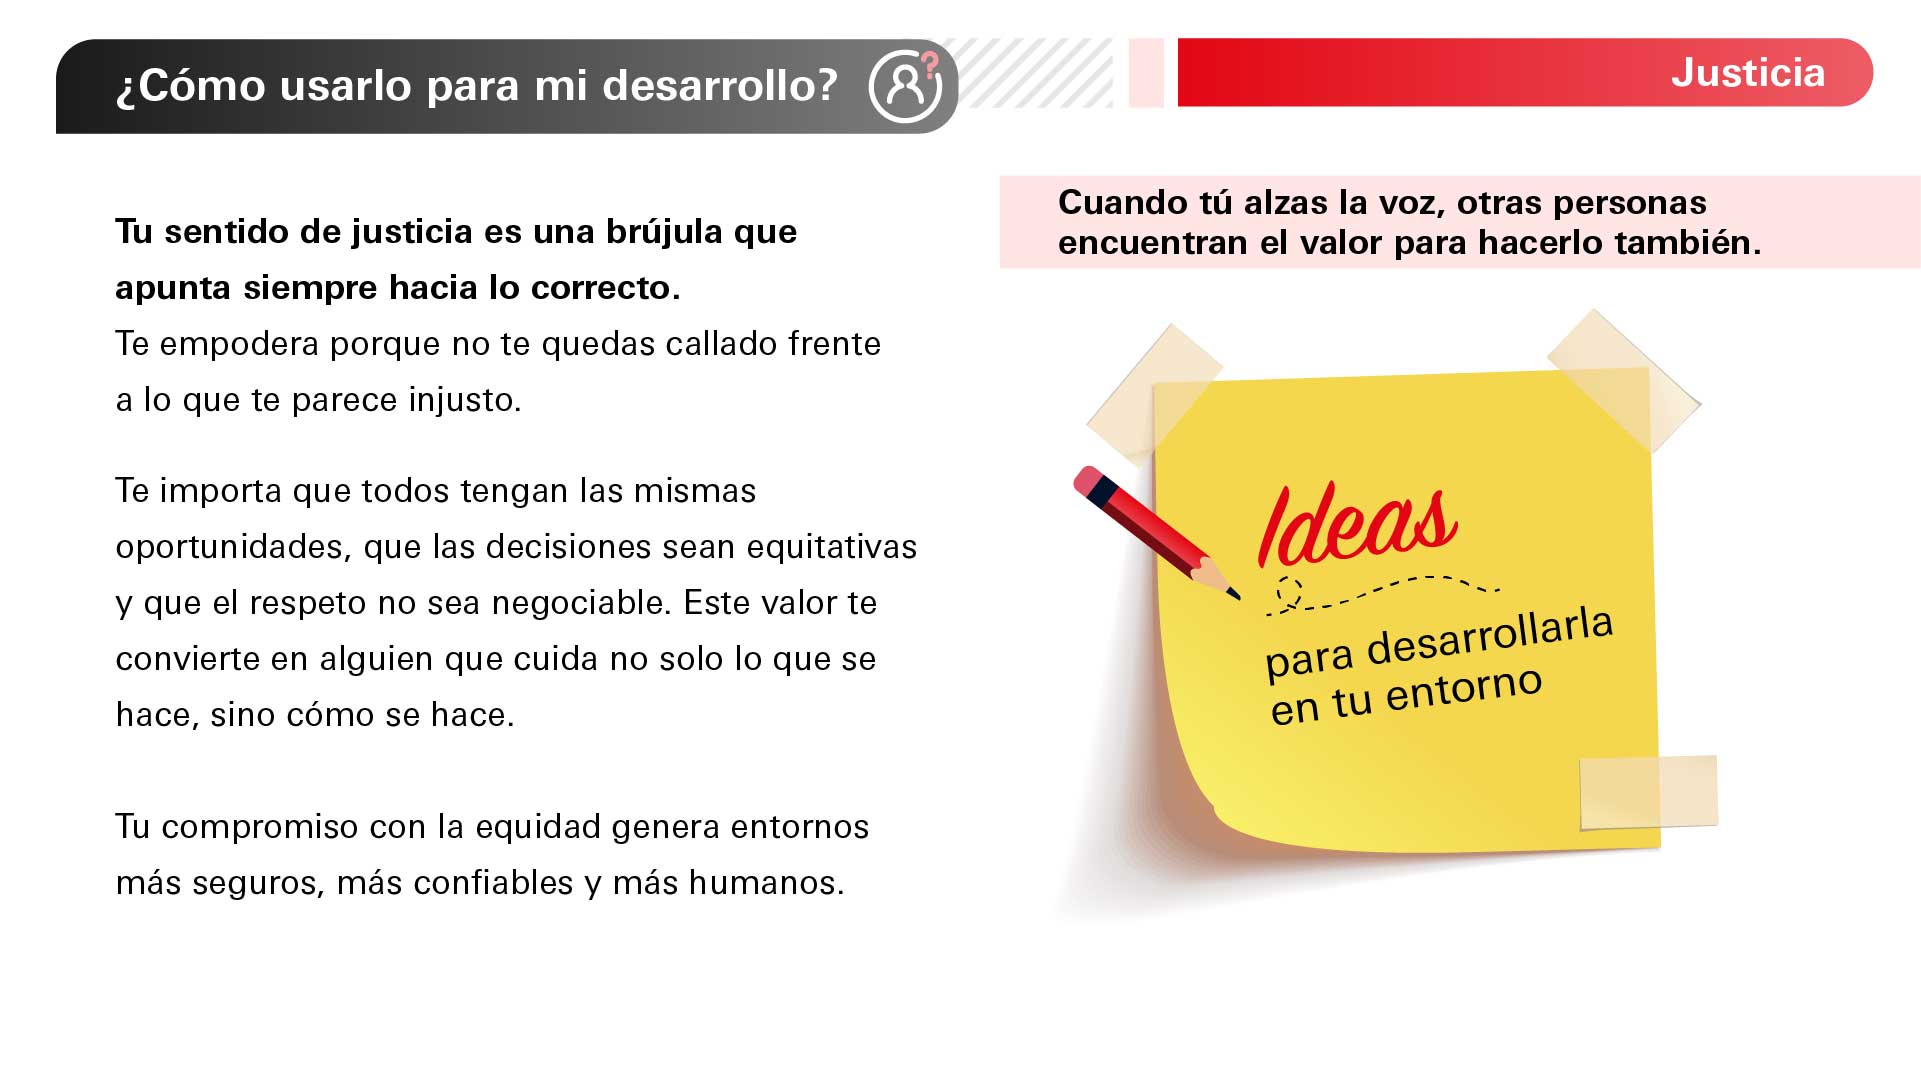 ¿Cómo usarlo para mi desarrollo?
Justicia
Tu sentido de justicia es una brújula que
apunta siempre hacia lo correcto.
Te empodera porque no te quedas callado frente
a lo que te parece injusto.
Te importa que todos tengan las mismas
oportunidades, que las decisiones sean equitativas
y que el respeto no sea negociable. Este valor te
convierte en alguien que cuida no solo lo que se
hace, sino cómo se hace.
Tu compromiso con la equidad genera entornos
más seguros, más confiables y más humanos.
Cuando tú alzas la voz, otras personas
encuentran el valor para hacerlo también.
Ideas
para desarrollarla
en tu entorno